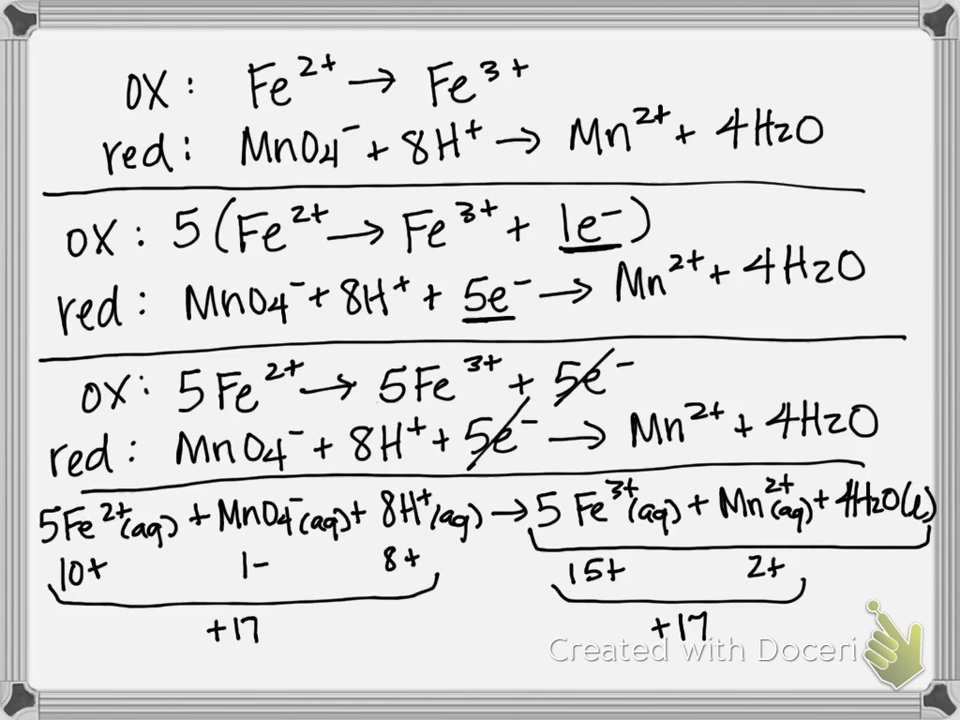 ox: Fe²⁺ → Fe³⁺
red: MnO₄⁻ + 8H⁺ → Mn²⁺ + 4H₂O
ox: 5(Fe²⁺ → Fe³⁺ + 1e⁻)
red: MnO₄⁻ + 8H⁺ + 5e⁻ → Mn²⁺ + 4H₂O
ox: 5Fe²⁺ → 5Fe³⁺ + 5e⁻
red: MnO₄⁻ + 8H⁺ + 5e⁻ → Mn²⁺ + 4H₂O
5Fe²⁺(aq) + MnO₄⁻(aq) + 8H⁺(aq) → 5Fe³⁺(aq) + Mn²⁺(aq) + 4H₂O(l)
10+ 1- 8+ 15+ 2+
+17 +17
Created with Doceri